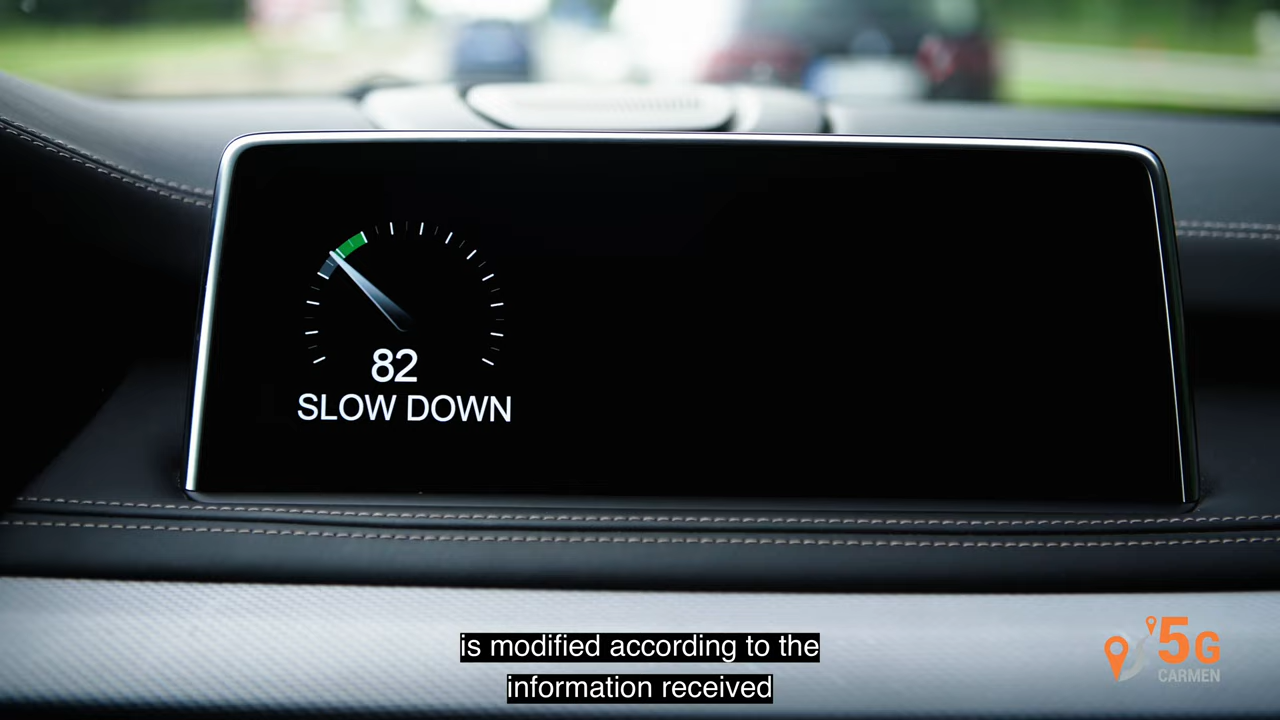 82
SLOW DOWN
is modified according to the
information received
5G
CARMEN